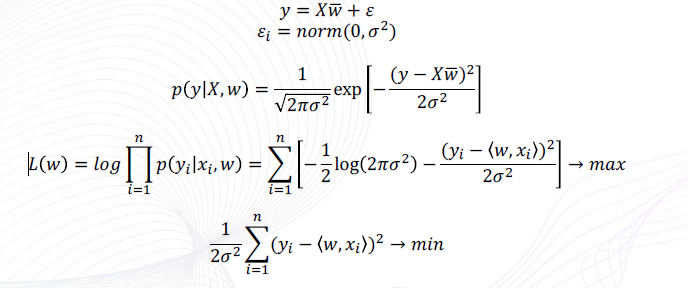 y = Xw̅ + ε
εᵢ = norm(0, σ²)
p(y|X, w) = 1/√(2πσ²) exp[−(y − Xw̅)²/2σ²]
L(w) = log ∏ᵢ₌₁ⁿ p(yᵢ|xᵢ, w) = ∑ᵢ₌₁ⁿ [−1/2 log(2πσ²) − (yᵢ − ⟨w, xᵢ⟩)²/2σ²] → max
1/2σ² ∑ᵢ₌₁ⁿ (yᵢ − ⟨w, xᵢ⟩)² → min